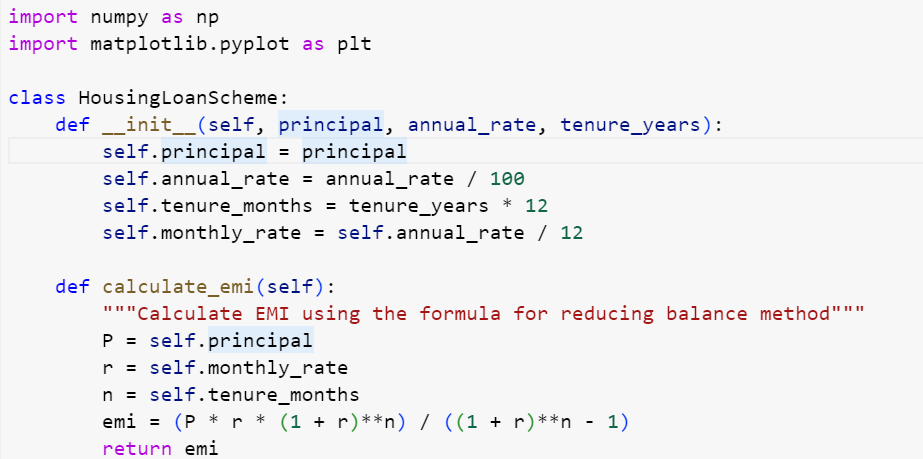 import numpy as np
import matplotlib.pyplot as plt
class HousingLoanScheme:
    def __init__(self, principal, annual_rate, tenure_years):
        self.principal = principal
        self.annual_rate = annual_rate / 100
        self.tenure_months = tenure_years * 12
        self.monthly_rate = self.annual_rate / 12
    def calculate_emi(self):
        """Calculate EMI using the formula for reducing balance method"""
        P = self.principal
        r = self.monthly_rate
        n = self.tenure_months
        emi = (P * r * (1 + r)**n) / ((1 + r)**n - 1)
        return emi